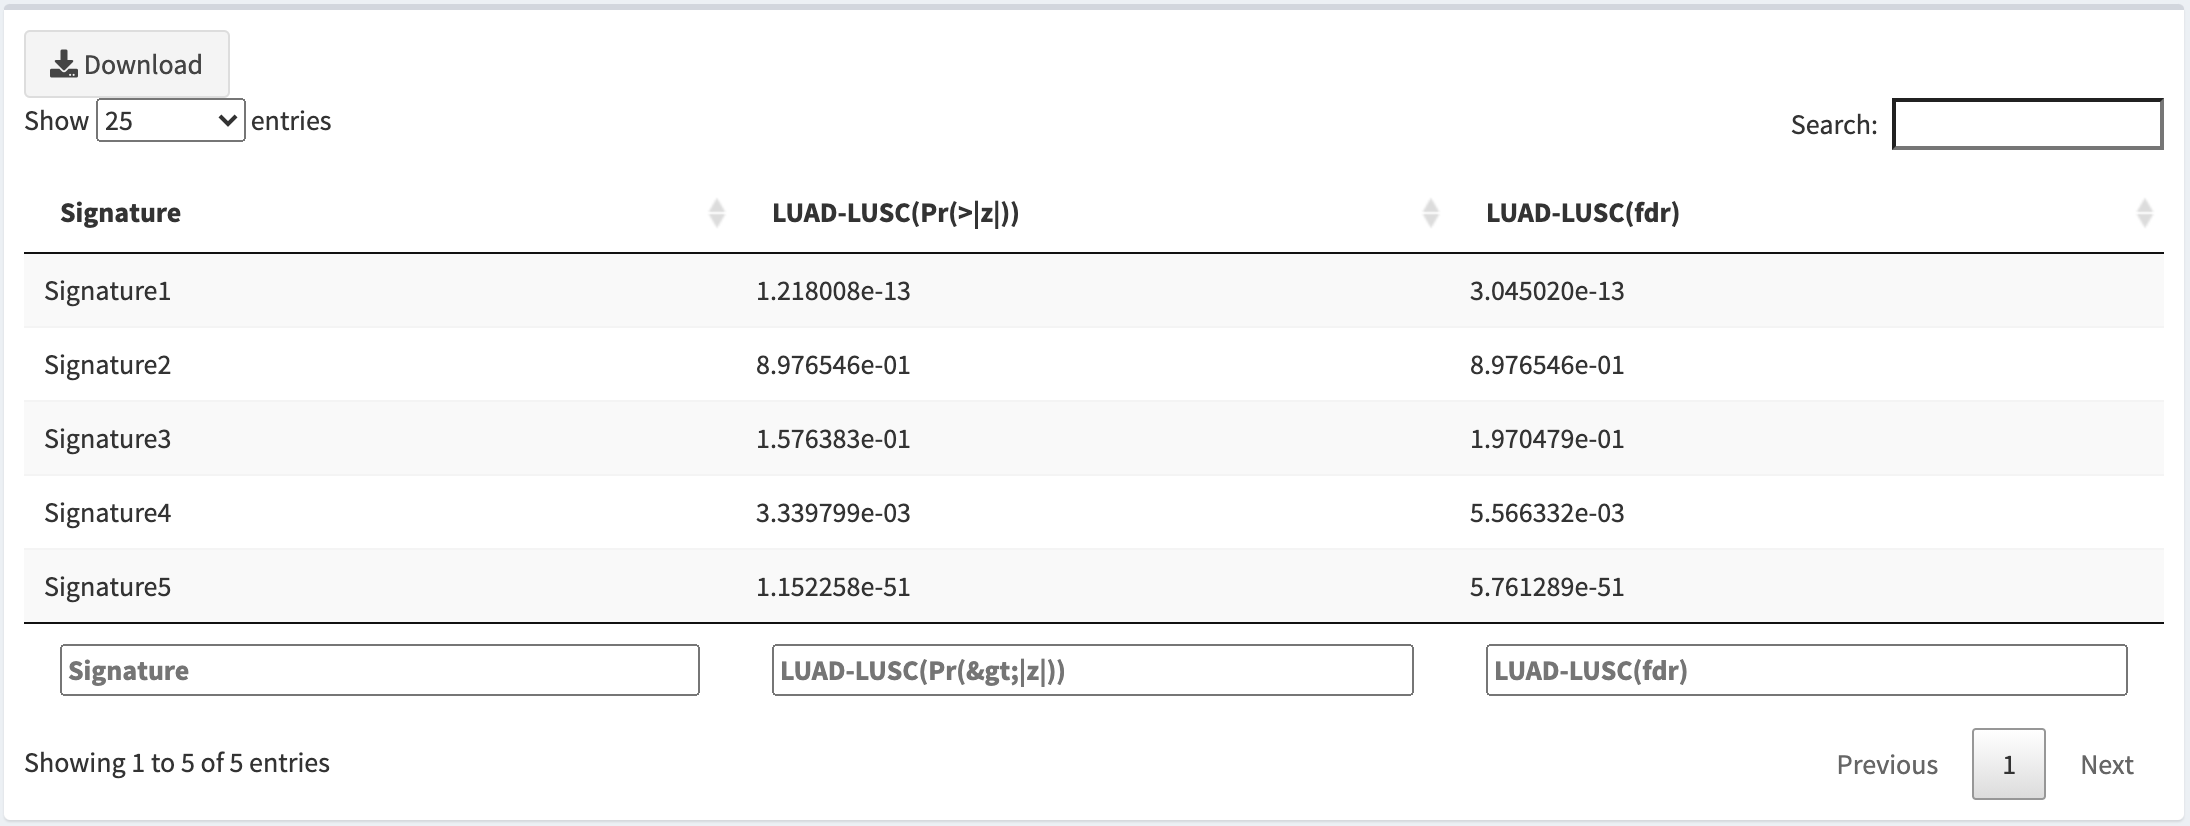 Download
Show 25 entries
Search:
Signature LUAD-LUSC(Pr(>|z|)) LUAD-LUSC(fdr)
Signature1 1.218008e-13 3.045020e-13
Signature2 8.976546e-01 8.976546e-01
Signature3 1.576383e-01 1.970479e-01
Signature4 3.339799e-03 5.566332e-03
Signature5 1.152258e-51 5.761289e-51
Signature LUAD-LUSC(Pr(&gt;|z|)) LUAD-LUSC(fdr)
Showing 1 to 5 of 5 entries
Previous 1 Next